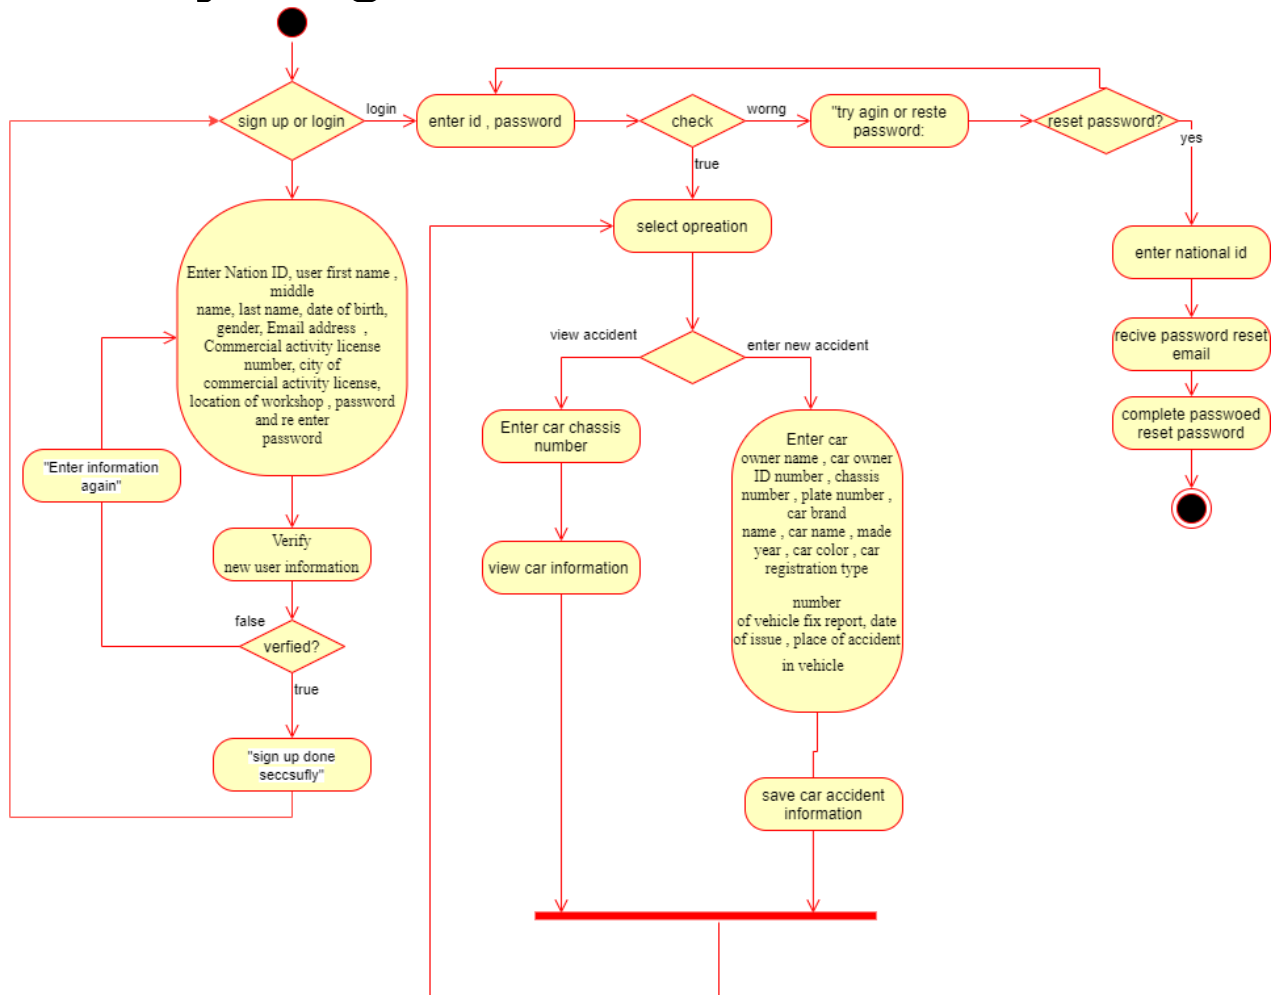 sign up or login
login
enter id , password
check
worng
"try agin or reste
password:
reset password?
yes
true
select opreation
enter national id
recive password reset
email
complete passwoed
reset password
Enter Nation ID, user first name ,
middle
name, last name, date of birth,
gender, Email address ,
Commercial activity license
number, city of
commercial activity license,
location of workshop , password
and re enter
password
"Enter information
again"
Verify
new user information
false
verfied?
true
"sign up done
seccsufly"
view accident
enter new accident
Enter car chassis
number
view car information
Enter car
owner name , car owner
ID number , chassis
number , plate number ,
car brand
name , car name , made
year , car color , car
registration type
number
of vehicle fix report, date
of issue , place of accident
in vehicle
save car accident
information